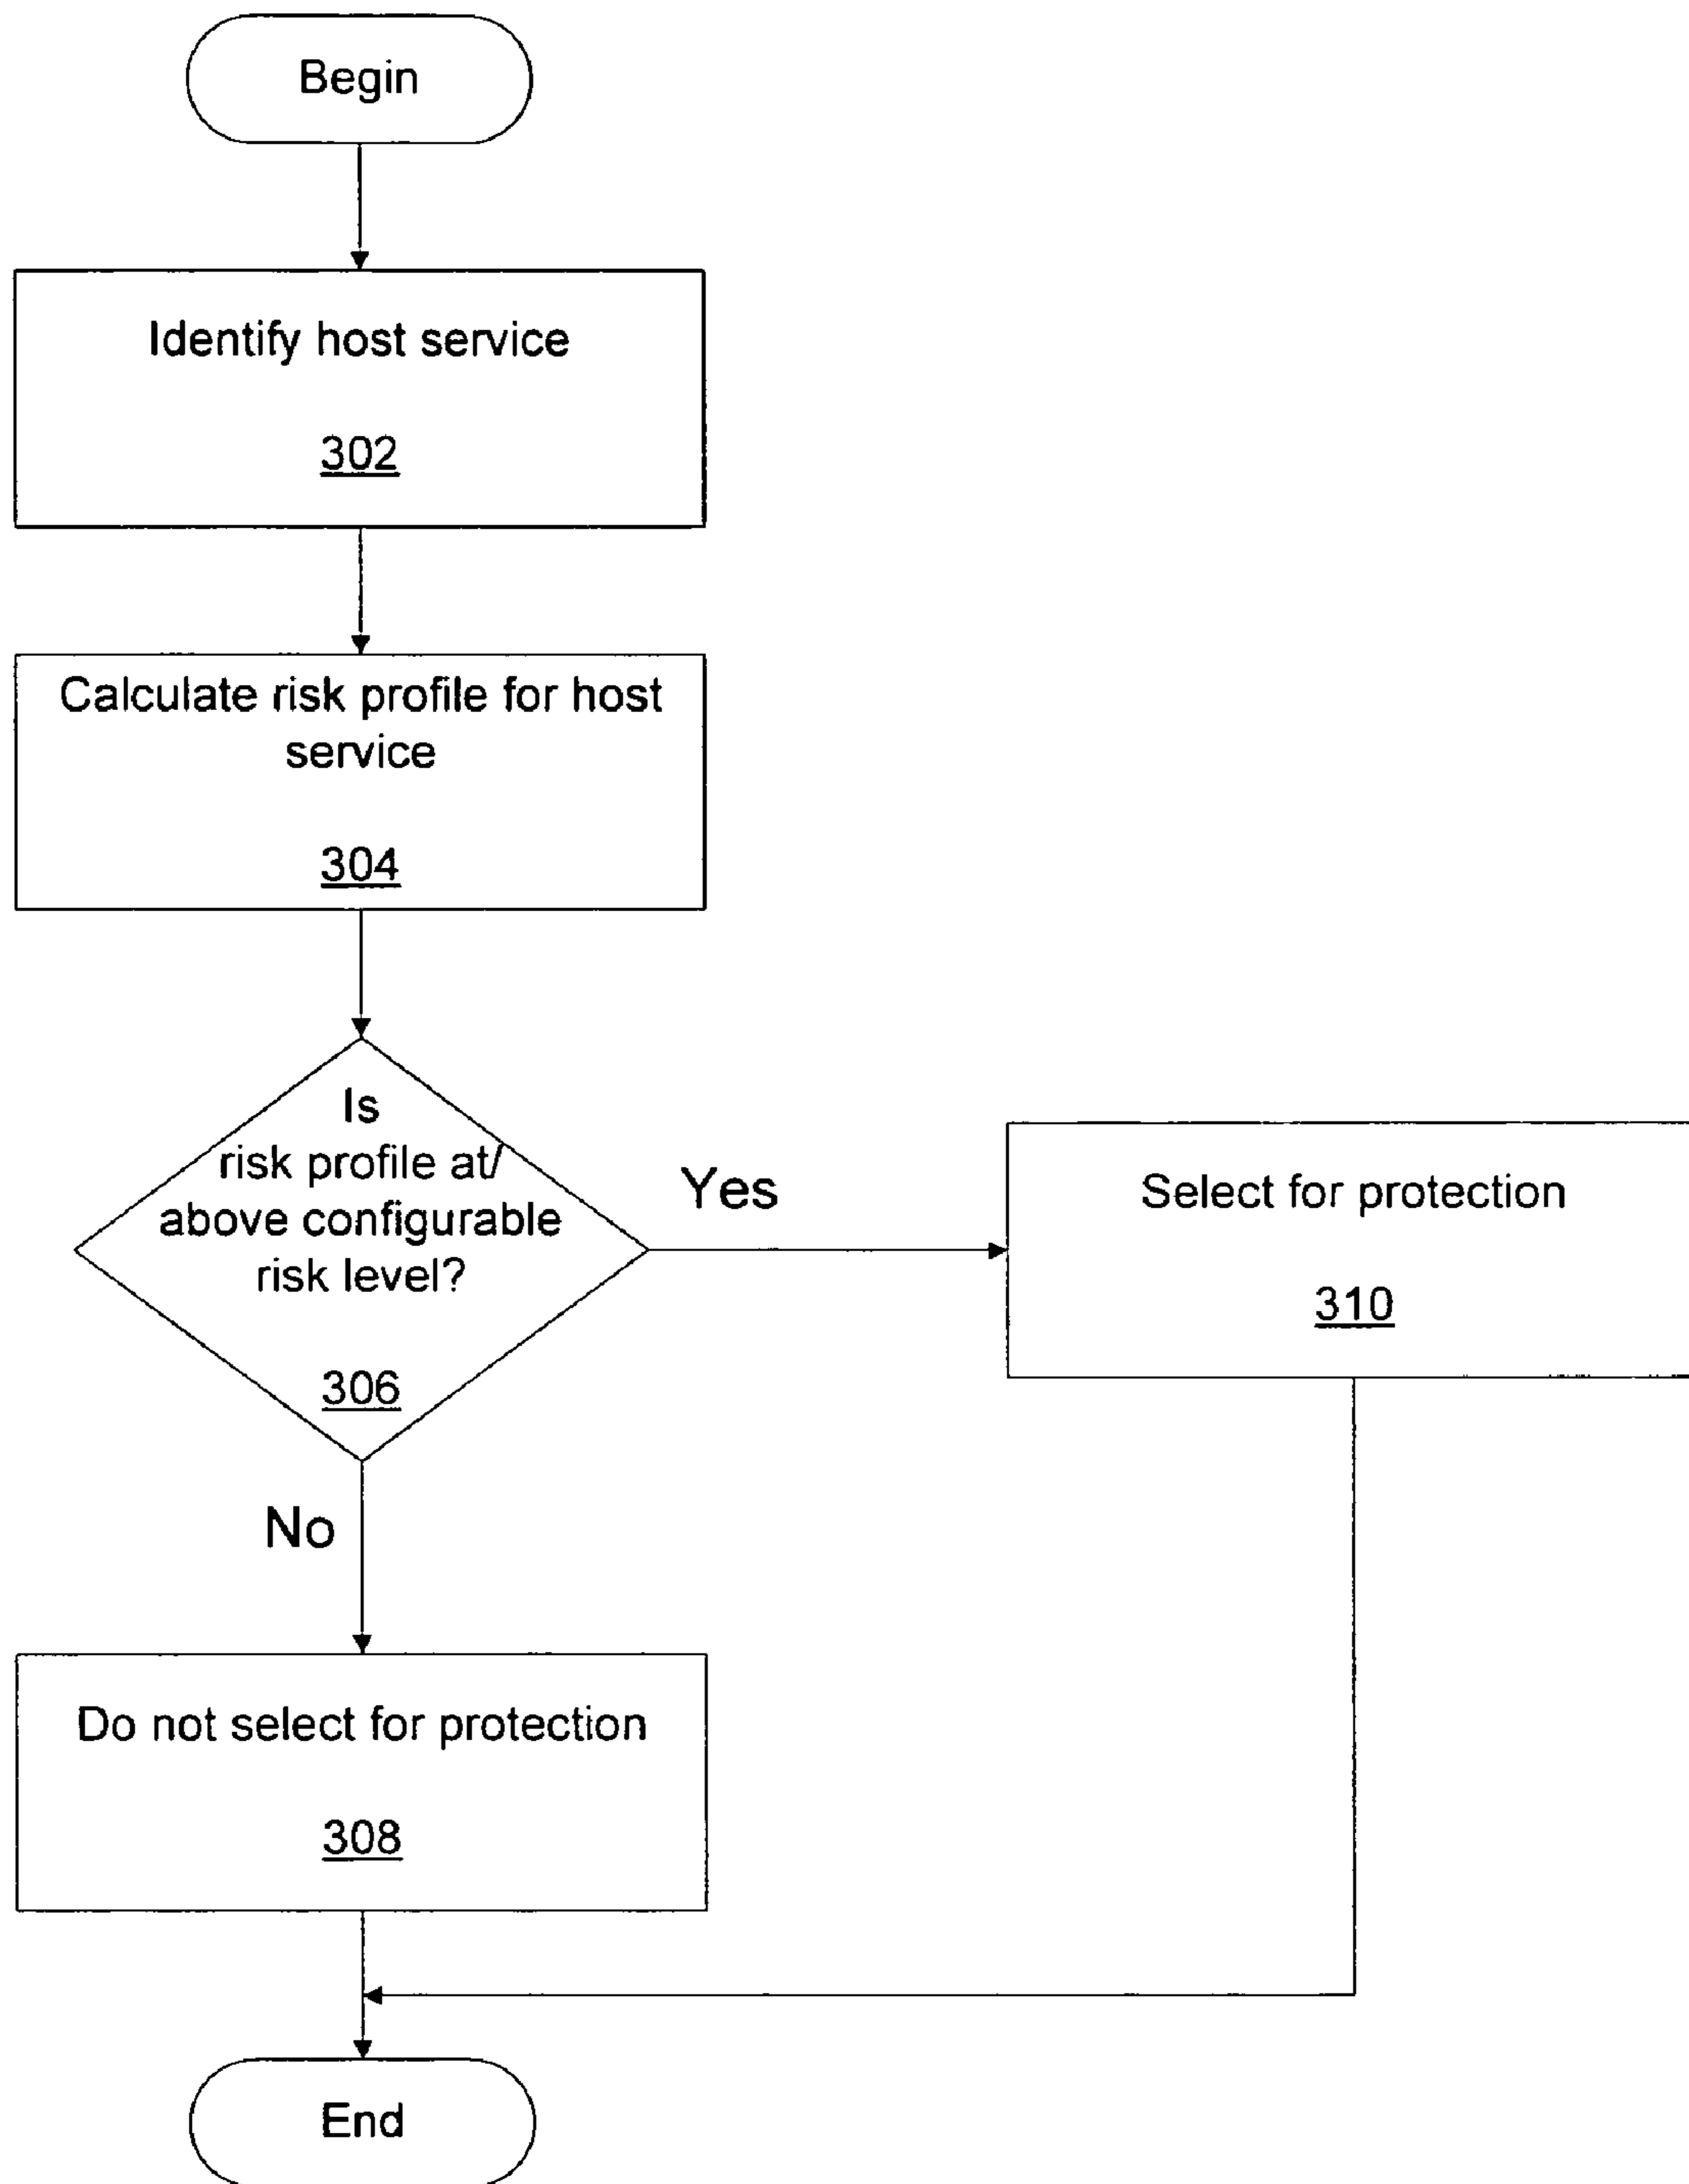 Begin
Identify host service
302
Calculate risk profile for host
service
304
Is
risk profile at/
above configurable
risk level?
306
Yes
Select for protection
310
No
Do not select for protection
308
End